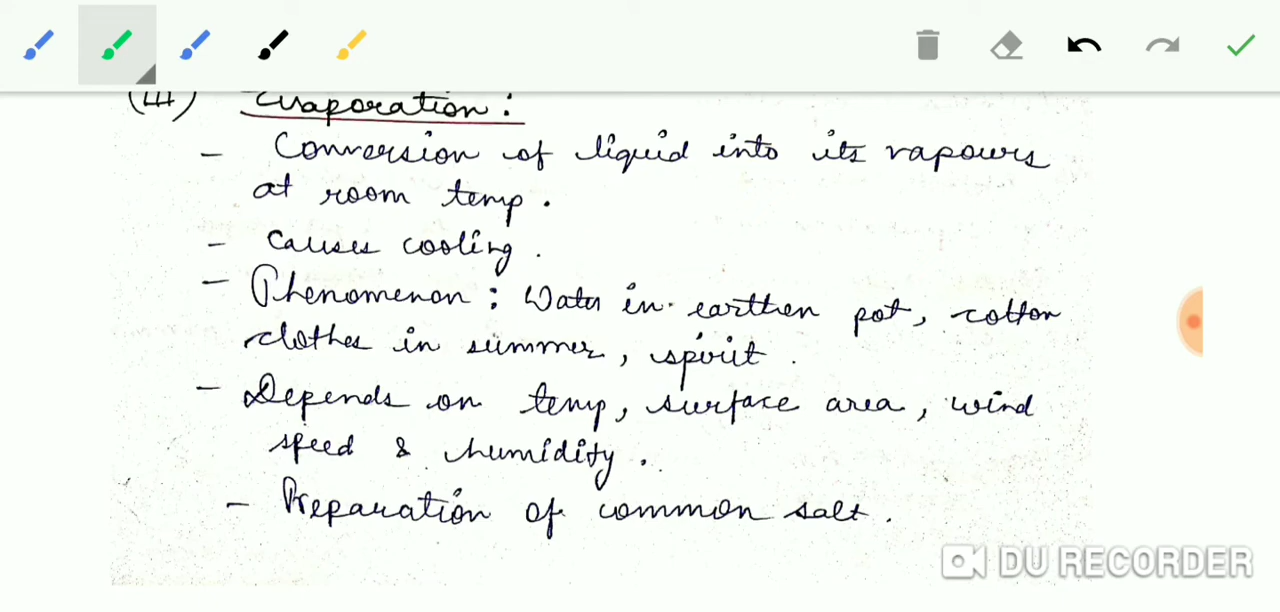 (III) Evaporation :
- Conversion of liquid into its vapours
at room temp.
- Causes cooling.
- Phenomenon : Water in earthen pot, cotton
clothes in summer, spirit.
- Depends on temp, surface area, wind
speed & humidity.
- Preparation of common salt.
DU RECORDER